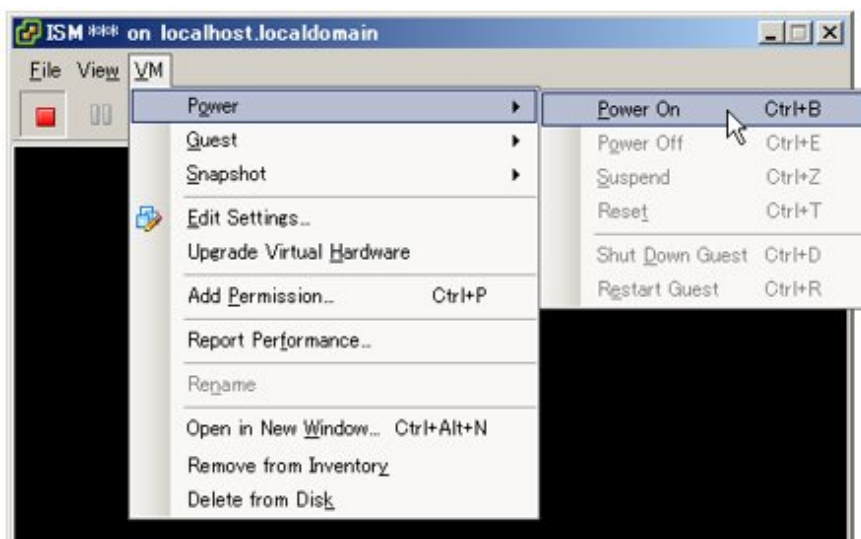 ISM *** on localhost.localdomain
File View VM
Power
Guest
Snapshot
Edit Settings...
Upgrade Virtual Hardware
Add Permission... Ctrl+P
Report Performance...
Rename
Open in New Window... Ctrl+Alt+N
Remove from Inventory
Delete from Disk
Power On Ctrl+B
Power Off Ctrl+E
Suspend Ctrl+Z
Reset Ctrl+T
Shut Down Guest Ctrl+D
Restart Guest Ctrl+R